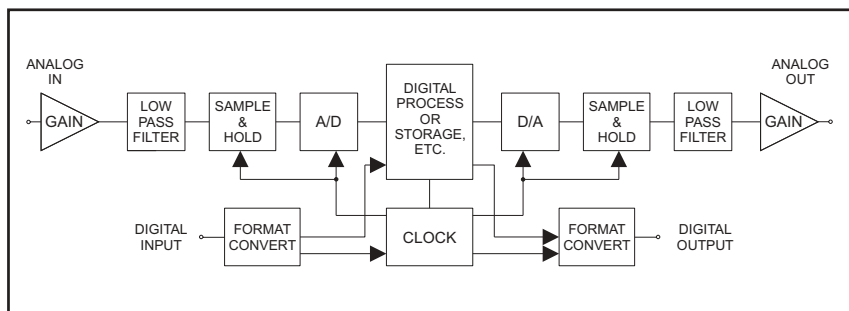 ANALOG
IN
GAIN
LOW
PASS
FILTER
SAMPLE
&
HOLD
A/D
DIGITAL
PROCESS
OR
STORAGE,
ETC.
D/A
SAMPLE
&
HOLD
LOW
PASS
FILTER
ANALOG
OUT
GAIN
DIGITAL
INPUT
FORMAT
CONVERT
CLOCK
FORMAT
CONVERT
DIGITAL
OUTPUT